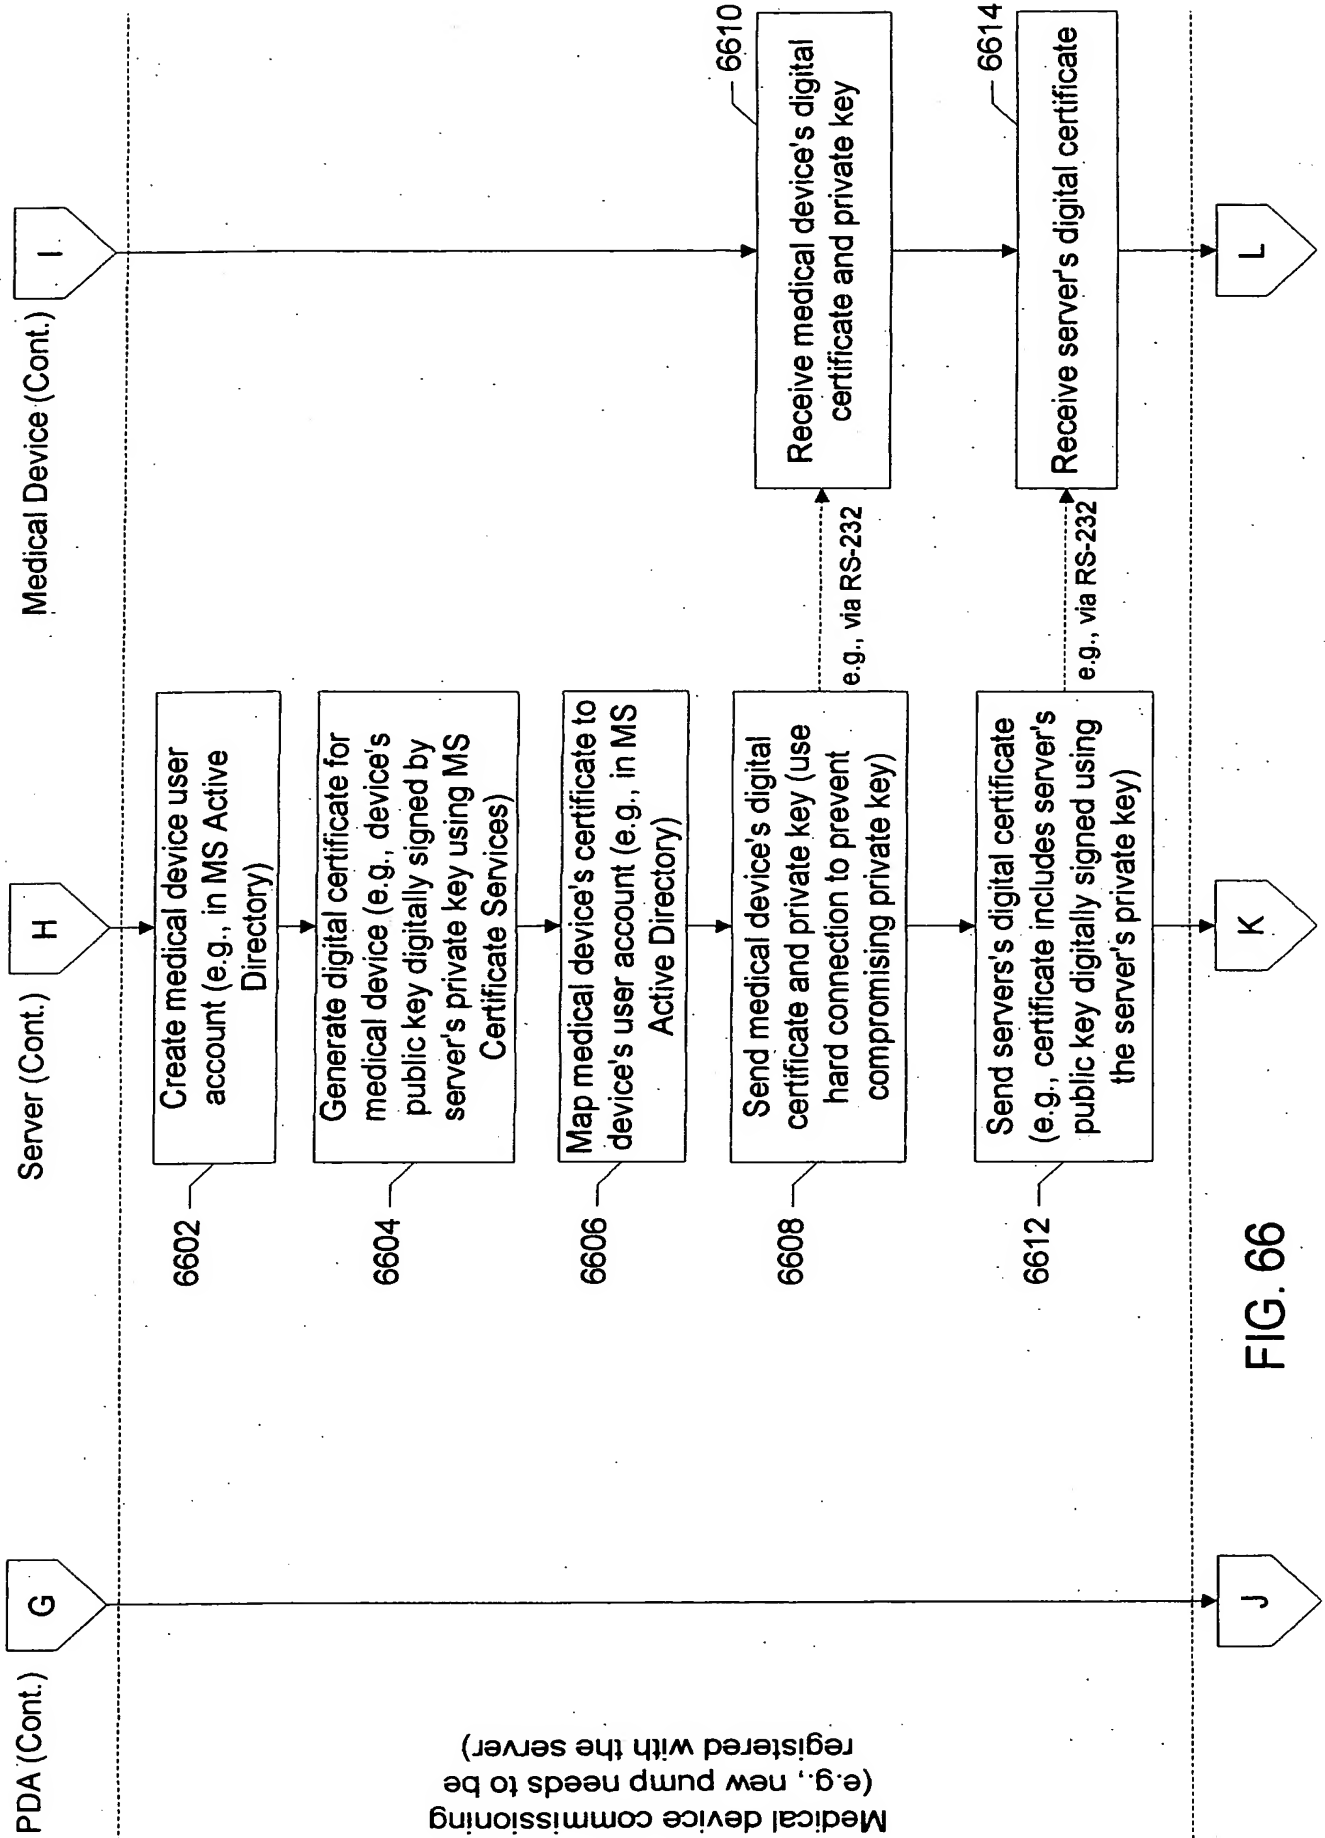 PDA (Cont.)
G
Server (Cont.)
H
Medical Device (Cont.)
I
Medical device commissioning
(e.g., new pump needs to be
registered with the server)
6602
Create medical device user
account (e.g., in MS Active
Directory)
6604
Generate digital certificate for
medical device (e.g., device's
public key digitally signed by
server's private key using MS
Certificate Services)
6606
Map medical device's certificate to
device's user account (e.g., in MS
Active Directory)
6608
Send medical device's digital
certificate and private key (use
hard connection to prevent
compromising private key)
e.g., via RS-232
6610
Receive medical device's digital
certificate and private key
6612
Send servers's digital certificate
(e.g., certificate includes server's
public key digitally signed using
the server's private key)
e.g., via RS-232
6614
Receive server's digital certificate
J
K
L
FIG. 66